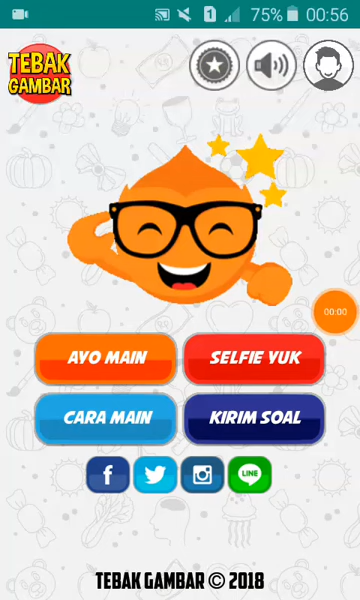 1 75% 00:56
TEBAK
GAMBAR
00:00
AYO MAIN
SELFIE YUK
CARA MAIN
KIRIM SOAL
f
LINE
TEBAK GAMBAR © 2018